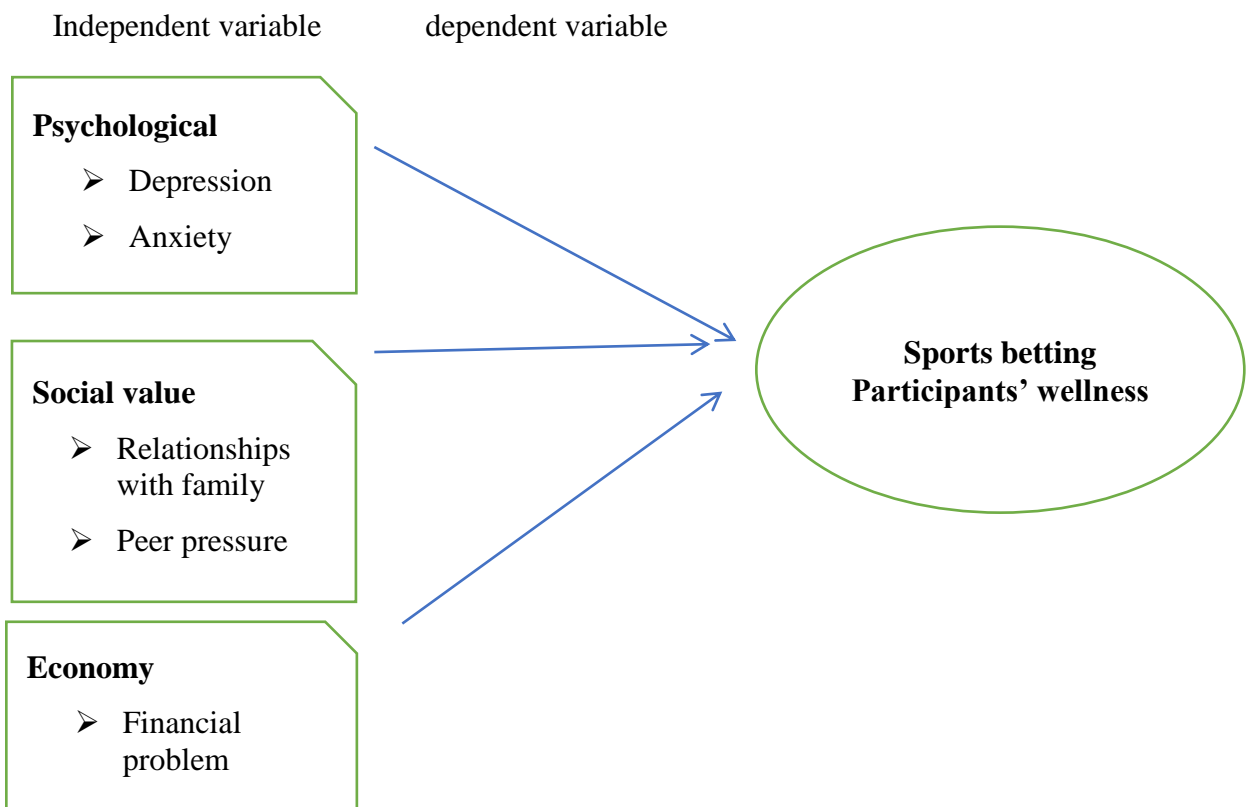 Independent variable dependent variable
Psychological
➢ Depression
➢ Anxiety
Social value
➢ Relationships
with family
➢ Peer pressure
Economy
➢ Financial
problem
Sports betting
Participants’ wellness